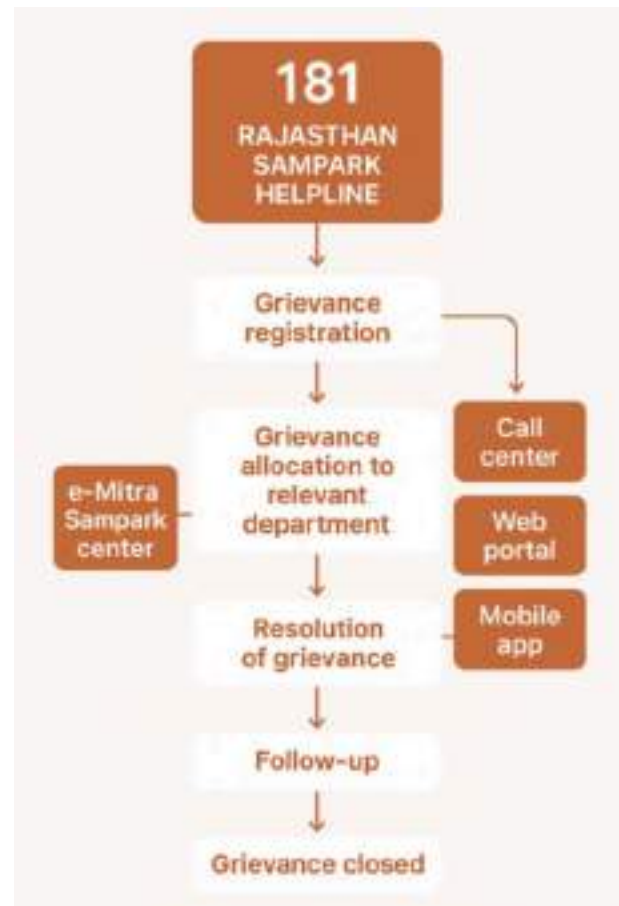 181
RAJASTHAN
SAMPARK
HELPLINE
Grievance
registration
Call
center
Grievance
allocation to
relevant
department
e-Mitra
Sampark
center
Web
portal
Mobile
app
Resolution
of grievance
Follow-up
Grievance closed